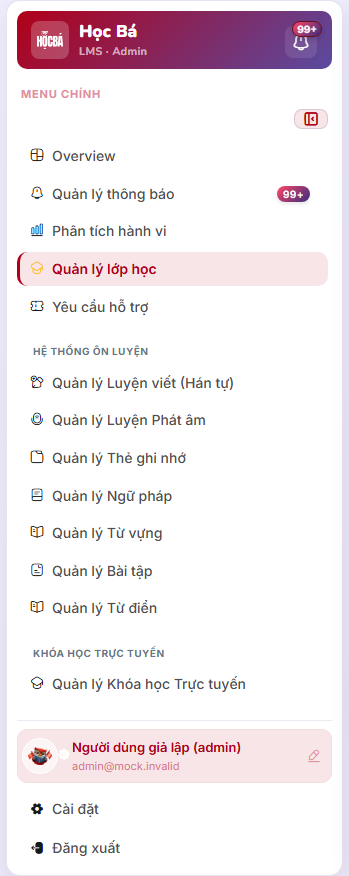 HỌCBÁ
Học Bá
99+
LMS · Admin
MENU CHÍNH
Overview
Quản lý thông báo
99+
Phân tích hành vi
Quản lý lớp học
Yêu cầu hỗ trợ
HỆ THỐNG ÔN LUYỆN
Quản lý Luyện viết (Hán tự)
Quản lý Luyện Phát âm
Quản lý Thẻ ghi nhớ
Quản lý Ngữ pháp
Quản lý Từ vựng
Quản lý Bài tập
Quản lý Từ điển
KHÓA HỌC TRỰC TUYẾN
Quản lý Khóa học Trực tuyến
Người dùng giả lập (admin)
admin@mock.invalid
Cài đặt
Đăng xuất